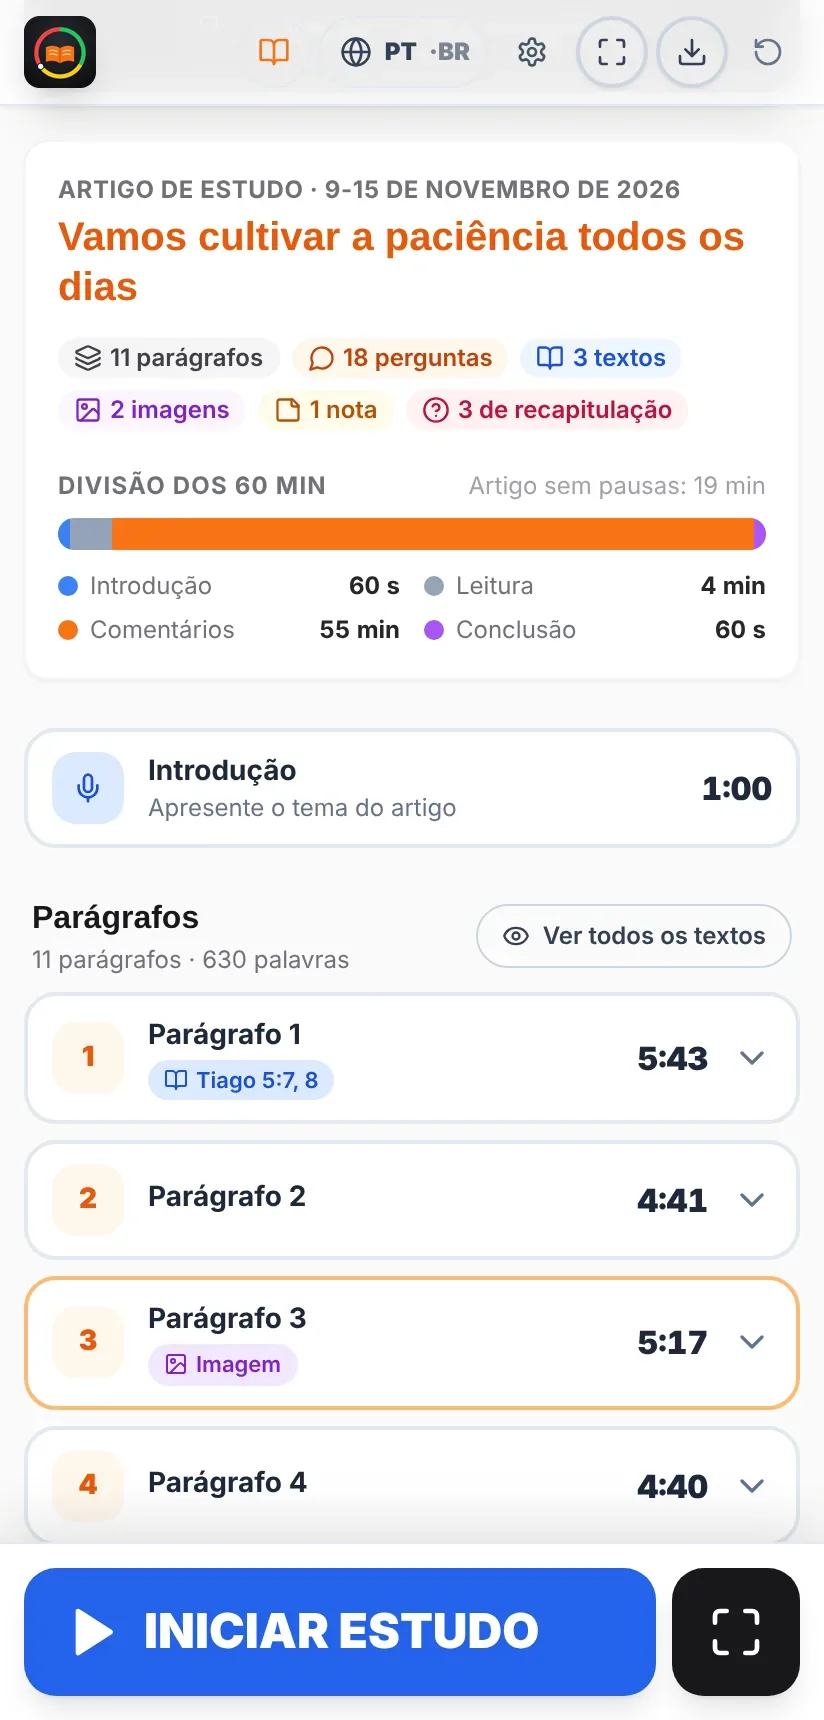 PT ·BR
ARTIGO DE ESTUDO · 9-15 DE NOVEMBRO DE 2026
Vamos cultivar a paciência todos os
dias
11 parágrafos
18 perguntas
3 textos
2 imagens
1 nota
3 de recapitulação
DIVISÃO DOS 60 MIN
Artigo sem pausas: 19 min
Introdução 60 s
Leitura 4 min
Comentários 55 min
Conclusão 60 s
Introdução
Apresente o tema do artigo
1:00
Parágrafos
11 parágrafos · 630 palavras
Ver todos os textos
1
Parágrafo 1
Tiago 5:7, 8
5:43
2
Parágrafo 2
4:41
3
Parágrafo 3
Imagem
5:17
4
Parágrafo 4
4:40
INICIAR ESTUDO